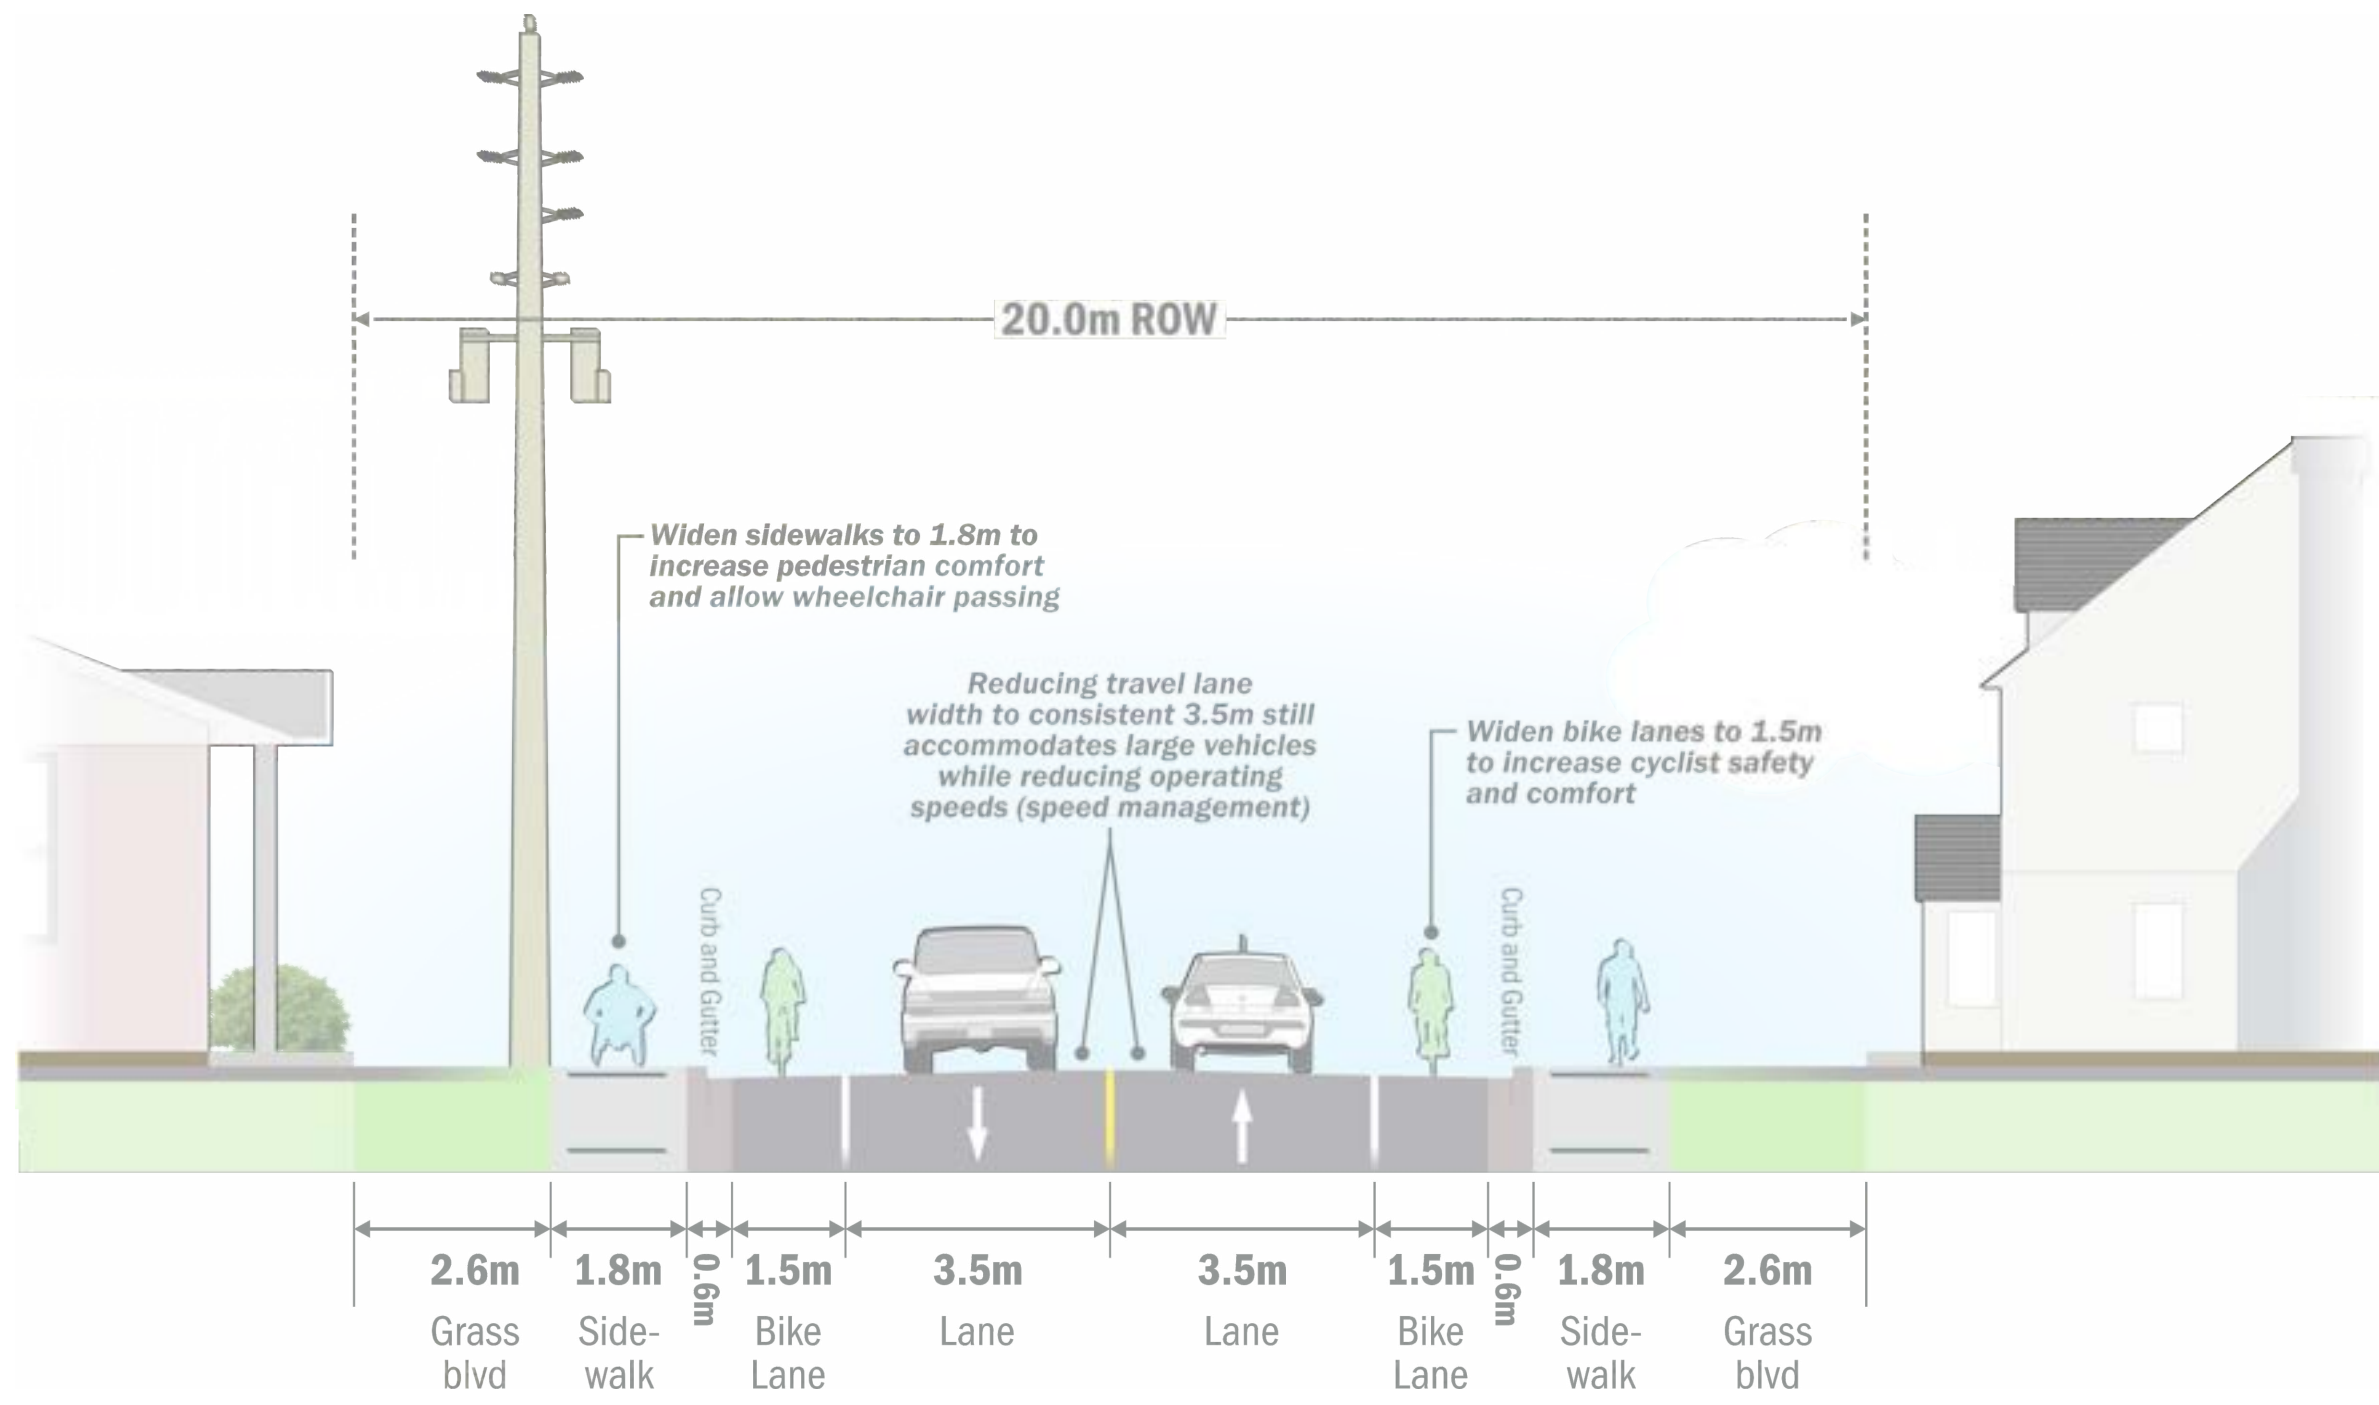 20.0m ROW
Widen sidewalks to 1.8m to
increase pedestrian comfort
and allow wheelchair passing
Reducing travel lane
width to consistent 3.5m still
accommodates large vehicles
while reducing operating
speeds (speed management)
Widen bike lanes to 1.5m
to increase cyclist safety
and comfort
Curb and Gutter
Curb and Gutter
2.6m
Grass
blvd
1.8m
Side-
walk
0.6m
1.5m
Bike
Lane
3.5m
Lane
3.5m
Lane
1.5m
Bike
Lane
0.6m
1.8m
Side-
walk
2.6m
Grass
blvd